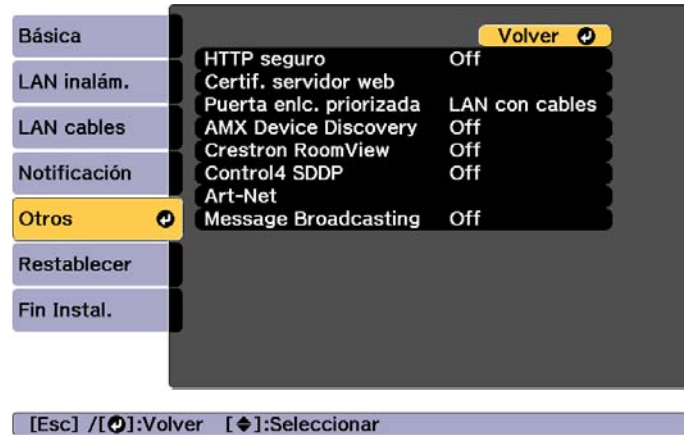 Básica
LAN inalám.
LAN cables
Notificación
Otros
Restablecer
Fin Instal.
Volver
HTTP seguro Off
Certif. servidor web
Puerta enlc. priorizada LAN con cables
AMX Device Discovery Off
Crestron RoomView Off
Control4 SDDP Off
Art-Net
Message Broadcasting Off
[Esc] /[↵]:Volver [◆]:Seleccionar